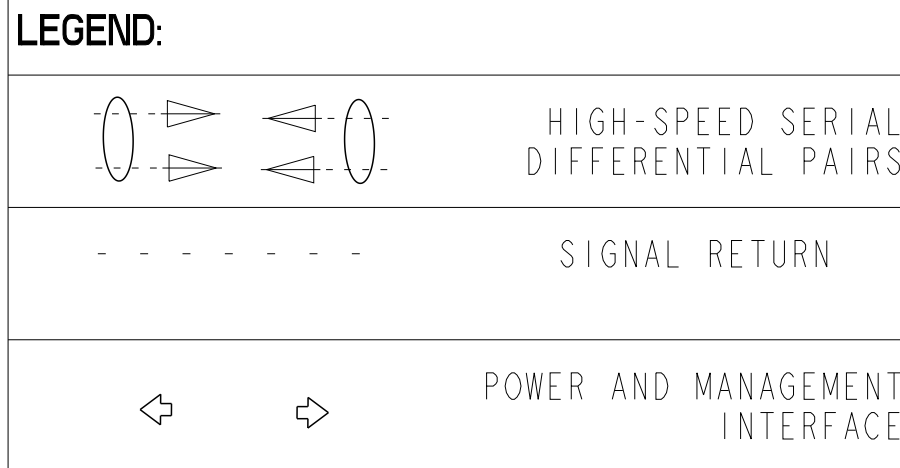 LEGEND:
HIGH-SPEED SERIAL
DIFFERENTIAL PAIRS
SIGNAL RETURN
POWER AND MANAGEMENT
INTERFACE